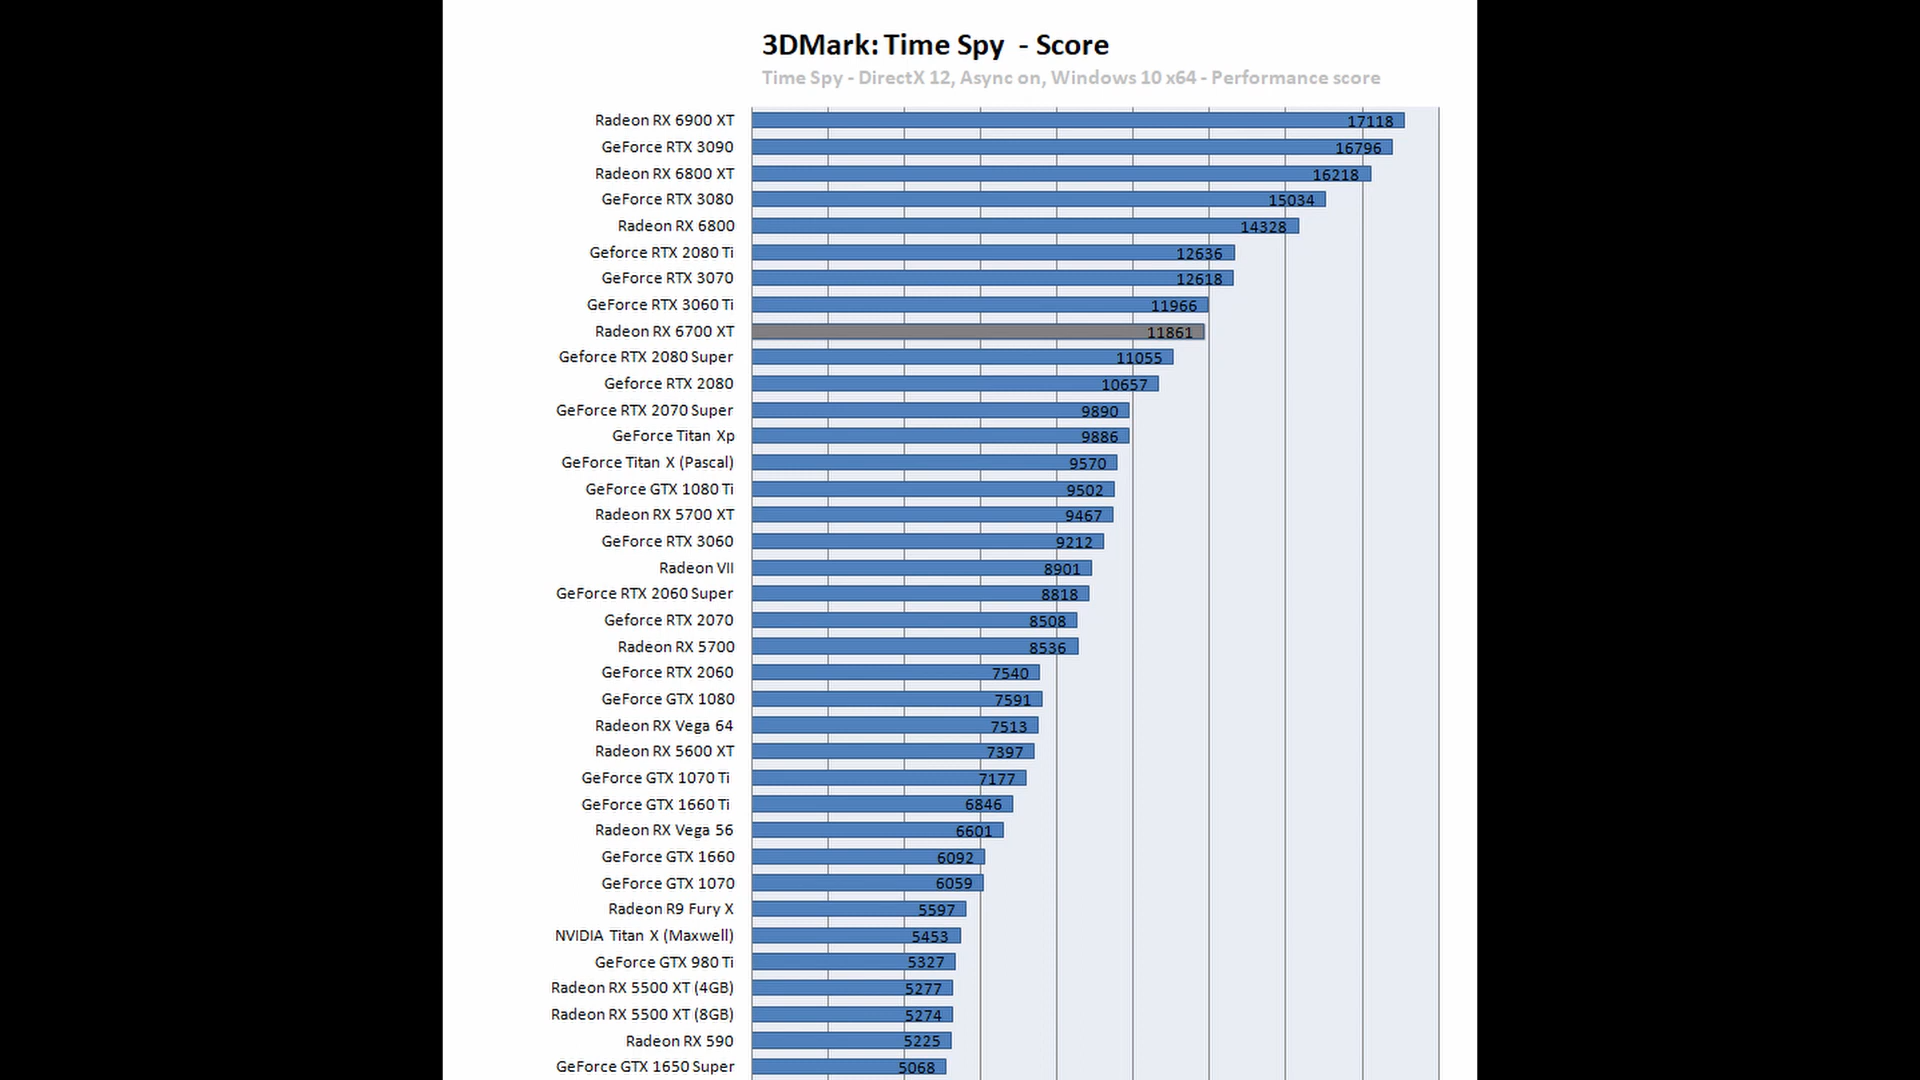 3DMark: Time Spy - Score
Time Spy - DirectX 12, Async on, Windows 10 x64 - Performance score
Radeon RX 6900 XT 17118
GeForce RTX 3090 16796
Radeon RX 6800 XT 16218
GeForce RTX 3080 15034
Radeon RX 6800 14328
Geforce RTX 2080 Ti 12636
GeForce RTX 3070 12618
GeForce RTX 3060 Ti 11966
Radeon RX 6700 XT 11861
Geforce RTX 2080 Super 11055
Geforce RTX 2080 10657
GeForce RTX 2070 Super 9890
GeForce Titan Xp 9886
GeForce Titan X (Pascal) 9570
GeForce GTX 1080 Ti 9502
Radeon RX 5700 XT 9467
GeForce RTX 3060 9212
Radeon VII 8901
GeForce RTX 2060 Super 8818
Geforce RTX 2070 8508
Radeon RX 5700 8536
GeForce RTX 2060 7540
GeForce GTX 1080 7591
Radeon RX Vega 64 7513
Radeon RX 5600 XT 7397
GeForce GTX 1070 Ti 7177
GeForce GTX 1660 Ti 6846
Radeon RX Vega 56 6601
GeForce GTX 1660 6092
GeForce GTX 1070 6059
Radeon R9 Fury X 5597
NVIDIA Titan X (Maxwell) 5453
GeForce GTX 980 Ti 5327
Radeon RX 5500 XT (4GB) 5277
Radeon RX 5500 XT (8GB) 5274
Radeon RX 590 5225
GeForce GTX 1650 Super 5068